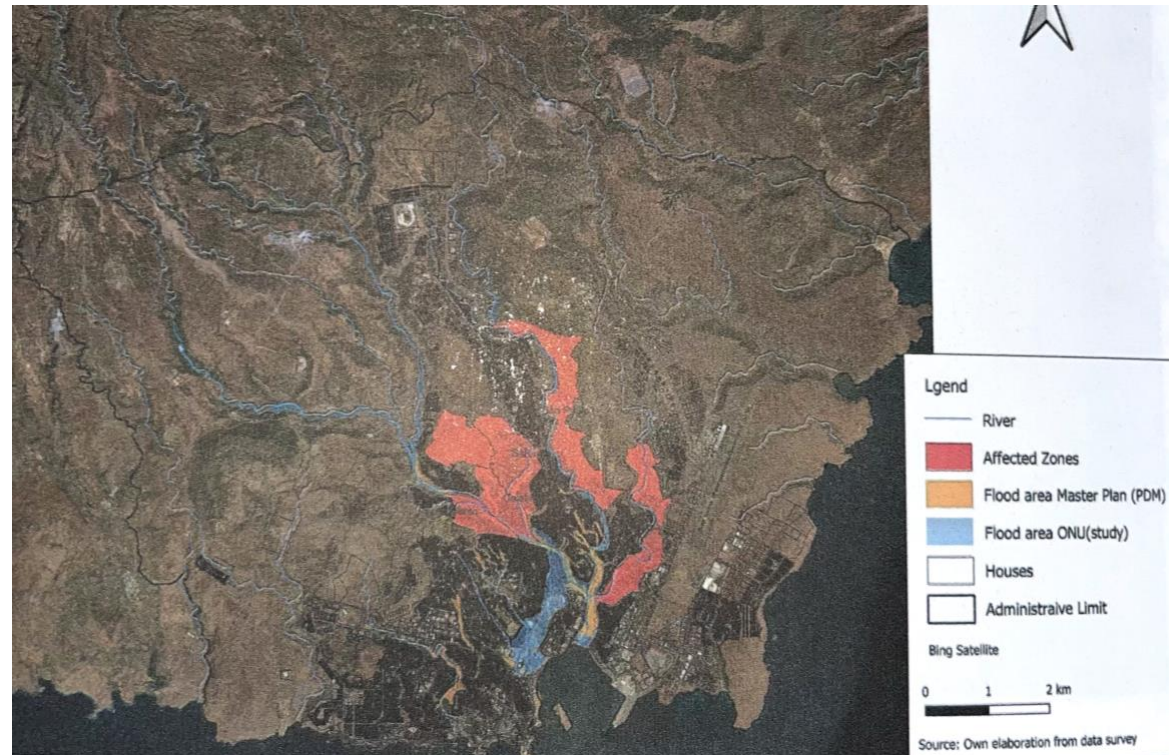 Lgend
River
Affected Zones
Flood area Master Plan (PDM)
Flood area ONU(study)
Houses
Administraive Limit
Bing Satellite
0 1 2 km
Source: Own elaboration from data survey